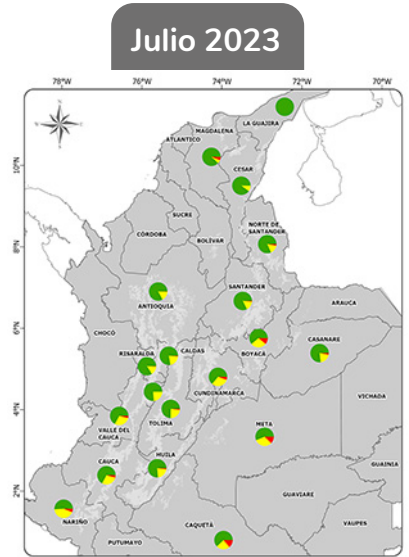 Julio 2023
78°W 76°W 74°W 72°W 70°W
LA GUAJIRA
MAGDALENA
ATLANTICO
10°N
CESAR
SUCRE
NORTE DE
SANTANDER
CÓRDOBA
BOLÍVAR
8°N
SANTANDER
ANTIOQUIA
ARAUCA
6°N
CHOCÓ
CASANARE
RISARALDA
CALDAS
BOYACÁ
CUNDINAMARCA
VICHADA
4°N
TOLIMA
VALLE DEL
CAUCA
META
HUILA
CAUCA
GUAINIA
2°N
GUAVIARE
NARIÑO
CAQUETÁ
VAUPES
PUTUMAYO